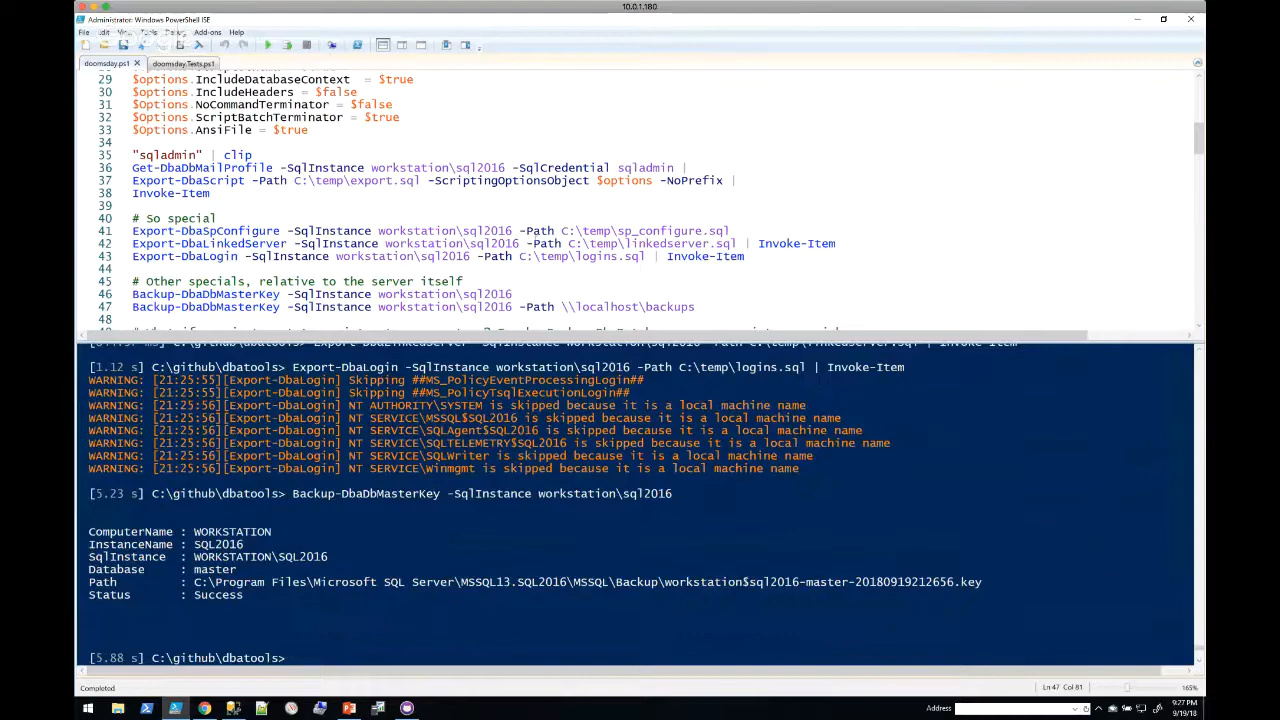 10.0.1.180
Administrator: Windows PowerShell ISE
File Edit View Tools Debug Add-ons Help
doomsday.ps1 doomsday.Tests.ps1
29 $options.IncludeDatabaseContext = $true
30 $options.IncludeHeaders = $false
31 $Options.NoCommandTerminator = $false
32 $Options.ScriptBatchTerminator = $true
33 $Options.AnsiFile = $true
34
35 "sqladmin" | clip
36 Get-DbaDbMailProfile -SqlInstance workstation\sql2016 -SqlCredential sqladmin |
37 Export-DbaScript -Path C:\temp\export.sql -ScriptingOptionsObject $options -NoPrefix |
38 Invoke-Item
39
40 # So special
41 Export-DbaSpConfigure -SqlInstance workstation\sql2016 -Path C:\temp\sp_configure.sql
42 Export-DbaLinkedServer -SqlInstance workstation\sql2016 -Path C:\temp\linkedserver.sql | Invoke-Item
43 Export-DbaLogin -SqlInstance workstation\sql2016 -Path C:\temp\logins.sql | Invoke-Item
44
45 # Other specials, relative to the server itself
46 Backup-DbaDbMasterKey -SqlInstance workstation\sql2016
47 Backup-DbaDbMasterKey -SqlInstance workstation\sql2016 -Path \\localhost\backups
48
[1.12 s] C:\github\dbatools> Export-DbaLogin -SqlInstance workstation\sql2016 -Path C:\temp\logins.sql | Invoke-Item
WARNING: [21:25:55][Export-DbaLogin] Skipping ##MS_PolicyEventProcessingLogin##
WARNING: [21:25:55][Export-DbaLogin] Skipping ##MS_PolicyTsqlExecutionLogin##
WARNING: [21:25:56][Export-DbaLogin] NT AUTHORITY\SYSTEM is skipped because it is a local machine name
WARNING: [21:25:56][Export-DbaLogin] NT SERVICE\MSSQL$SQL2016 is skipped because it is a local machine name
WARNING: [21:25:56][Export-DbaLogin] NT SERVICE\SQLAgent$SQL2016 is skipped because it is a local machine name
WARNING: [21:25:56][Export-DbaLogin] NT SERVICE\SQLTELEMETRY$SQL2016 is skipped because it is a local machine name
WARNING: [21:25:56][Export-DbaLogin] NT SERVICE\SQLWriter is skipped because it is a local machine name
WARNING: [21:25:56][Export-DbaLogin] NT SERVICE\Winmgmt is skipped because it is a local machine name
[5.23 s] C:\github\dbatools> Backup-DbaDbMasterKey -SqlInstance workstation\sql2016
ComputerName : WORKSTATION
InstanceName : SQL2016
SqlInstance : WORKSTATION\SQL2016
Database : master
Path : C:\Program Files\Microsoft SQL Server\MSSQL13.SQL2016\MSSQL\Backup\workstation$sql2016-master-20180919212656.key
Status : Success
[5.88 s] C:\github\dbatools>
Completed Ln 47 Col 81 165%
Address 9:27 PM
9/19/18